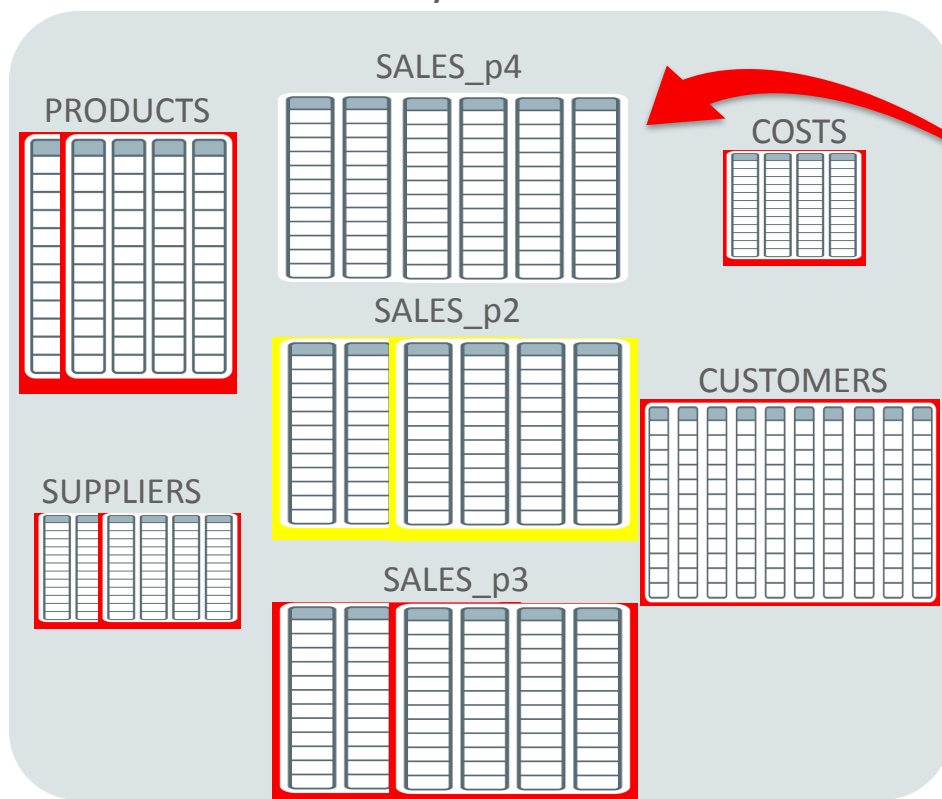 SALES_p4
PRODUCTS
COSTS
SALES_p2
CUSTOMERS
SUPPLIERS
SALES_p3